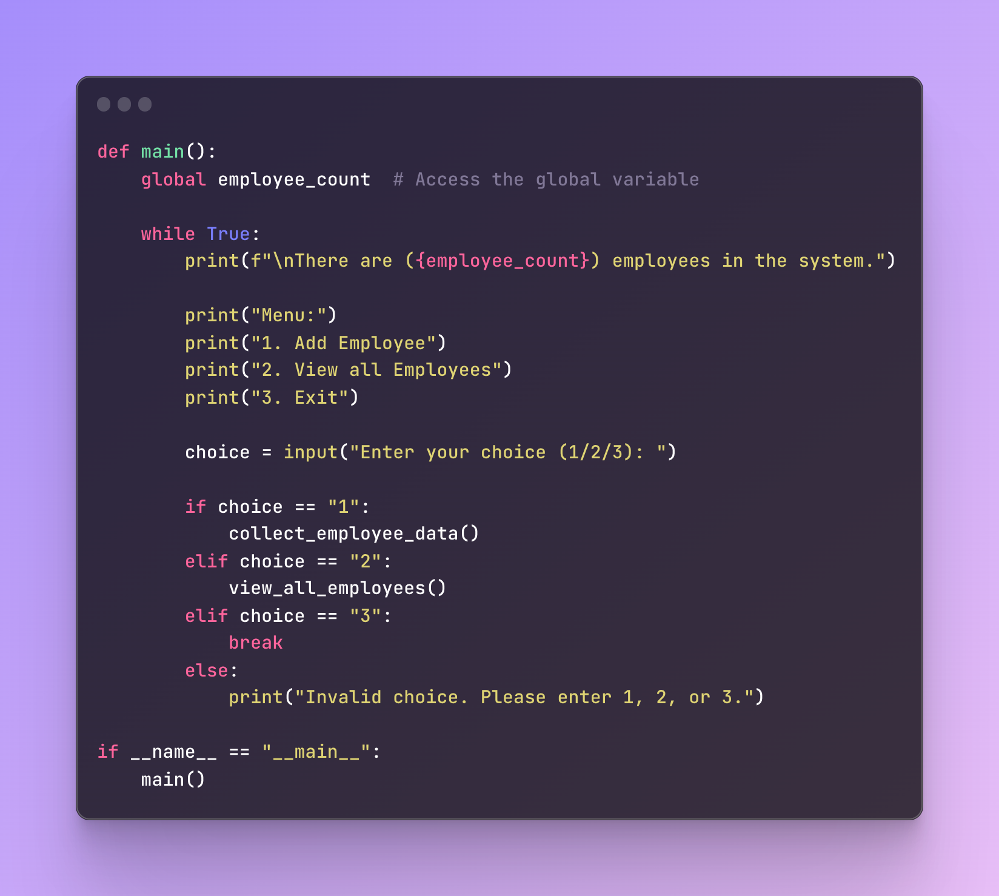 def main():
    global employee_count  # Access the global variable

    while True:
        print(f"\nThere are ({employee_count}) employees in the system.")

        print("Menu:")
        print("1. Add Employee")
        print("2. View all Employees")
        print("3. Exit")

        choice = input("Enter your choice (1/2/3): ")

        if choice == "1":
            collect_employee_data()
        elif choice == "2":
            view_all_employees()
        elif choice == "3":
            break
        else:
            print("Invalid choice. Please enter 1, 2, or 3.")

if __name__ == "__main__":
    main()